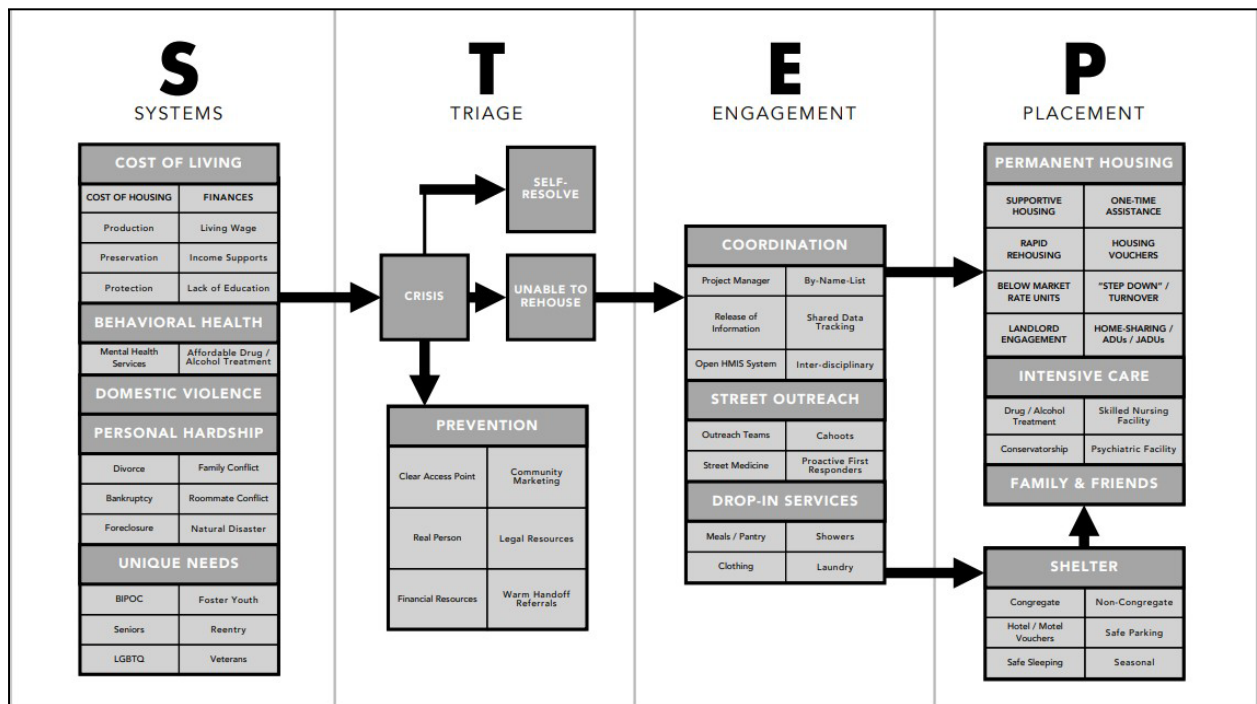 S
SYSTEMS
COST OF LIVING
COST OF HOUSING
FINANCES
Production
Living Wage
Preservation
Income Supports
Protection
Lack of Education
BEHAVIORAL HEALTH
Mental Health
Services
Affordable Drug /
Alcohol Treatment
DOMESTIC VIOLENCE
PERSONAL HARDSHIP
Divorce
Family Conflict
Bankruptcy
Roommate Conflict
Foreclosure
Natural Disaster
UNIQUE NEEDS
BIPOC
Foster Youth
Seniors
Reentry
LGBTQ
Veterans
T
TRIAGE
SELF-
RESOLVE
CRISIS
UNABLE TO
REHOUSE
PREVENTION
Clear Access Point
Community
Marketing
Real Person
Legal Resources
Financial Resources
Warm Handoff
Referrals
E
ENGAGEMENT
COORDINATION
Project Manager
By-Name-List
Release of
Information
Shared Data
Tracking
Open HMIS System
Inter-disciplinary
STREET OUTREACH
Outreach Teams
Cahoots
Street Medicine
Proactive First
Responders
DROP-IN SERVICES
Meals / Pantry
Showers
Clothing
Laundry
P
PLACEMENT
PERMANENT HOUSING
SUPPORTIVE
HOUSING
ONE-TIME
ASSISTANCE
RAPID
REHOUSING
HOUSING
VOUCHERS
BELOW MARKET
RATE UNITS
"STEP DOWN" /
TURNOVER
LANDLORD
ENGAGEMENT
HOME-SHARING /
ADUs / JADUs
INTENSIVE CARE
Drug / Alcohol
Treatment
Skilled Nursing
Facility
Conservatorship
Psychiatric Facility
FAMILY & FRIENDS
SHELTER
Congregate
Non-Congregate
Hotel / Motel
Vouchers
Safe Parking
Safe Sleeping
Seasonal